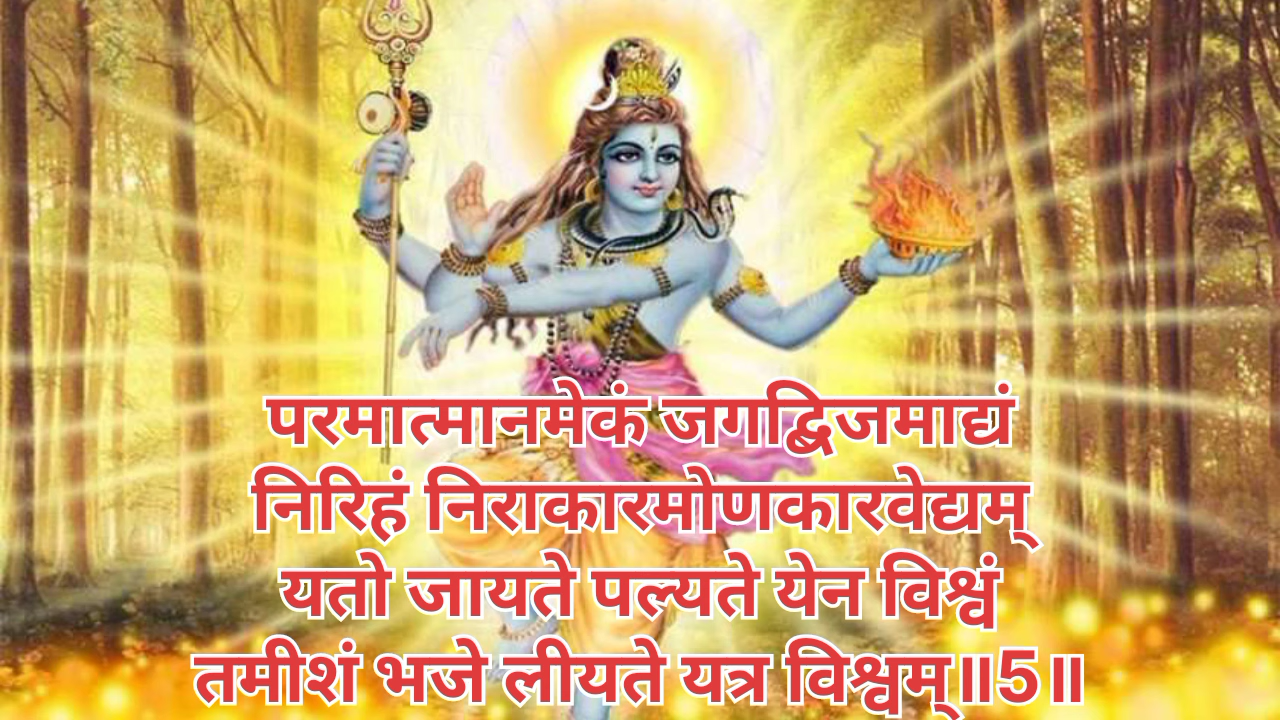 परमात्मानमेकं जगद्बिजमाद्यं
निरिहं निराकारमोणकारवेद्यम्
यतो जायते पल्यते येन विश्वं
तमीशं भजे लीयते यत्र विश्वम्॥5॥